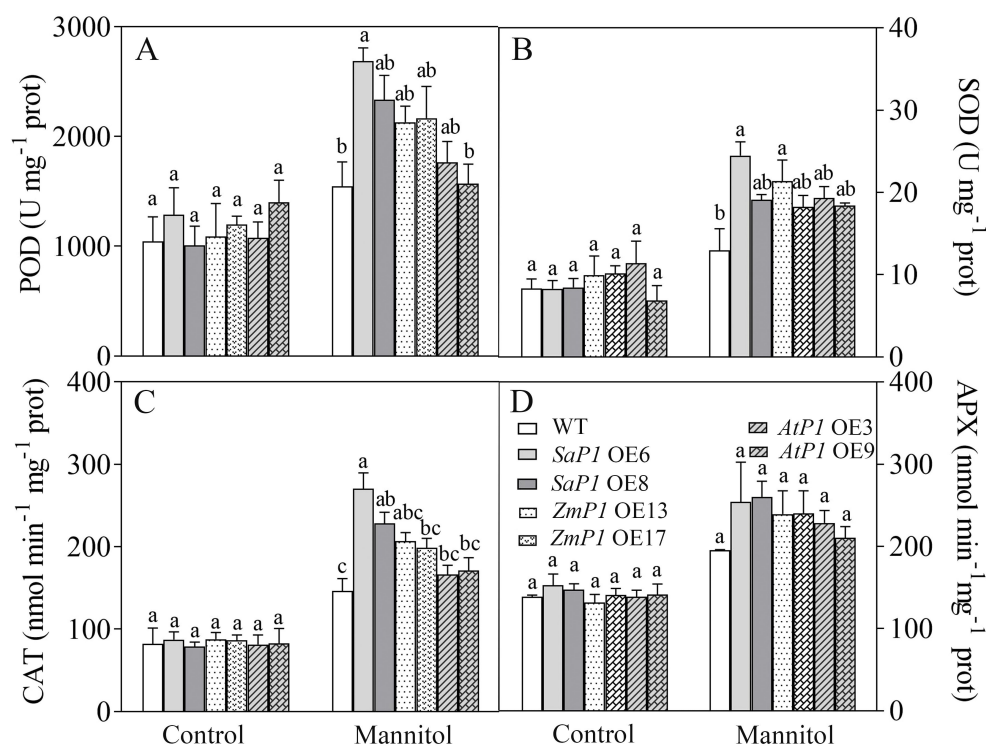 A
B
3000
2000
1000
0
POD (U mg⁻¹ prot)
a a a a a a a
b a ab ab ab ab b
40
30
20
10
0
SOD (U mg⁻¹ prot)
a a a a a a a
b a ab a ab ab ab
C
D
400
300
200
100
0
CAT (nmol min⁻¹ mg⁻¹ prot)
a a a a a a a
c a ab abc bc bc bc
WT
SaP1 OE6
SaP1 OE8
ZmP1 OE13
ZmP1 OE17
AtP1 OE3
AtP1 OE9
400
300
200
100
0
APX (nmol min⁻¹mg⁻¹ prot)
a a a a a a a
a a a a a a a
Control
Mannitol
Control
Mannitol